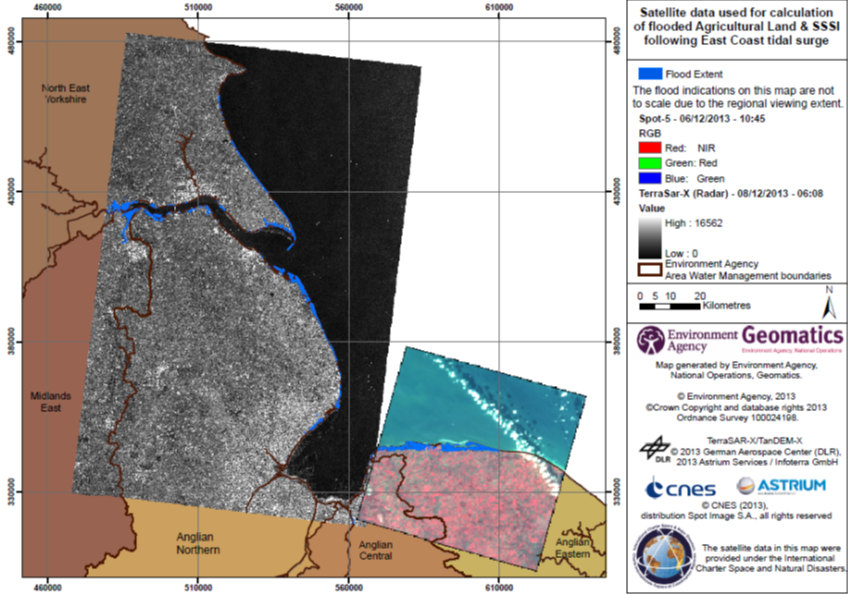 460000
510000
560000
610000
480000
480000
430000
430000
380000
380000
330000
330000
North East
Yorkshire
Midlands
East
Anglian
Northern
Anglian
Central
Anglian
Eastern
460000
510000
560000
610000
Satellite data used for calculation
of flooded Agricultural Land & SSSI
following East Coast tidal surge
Flood Extent
The flood indications on this map are not
to scale due to the regional viewing extent.
Spot-5 - 06/12/2013 - 10:45
RGB
Red: NIR
Green: Red
Blue: Green
TerraSar-X (Radar) - 08/12/2013 - 06:08
Value
High : 16562
Low : 0
Environment Agency
Area Water Management boundaries
0 5 10 20
Kilometres
N
Environment
Agency
Geomatics
Environment Agency, National Operations
Map generated by Environment Agency,
National Operations, Geomatics.
© Environment Agency, 2013
©Crown Copyright and database rights 2013
Ordnance Survey 100024198.
TerraSAR-X/TanDEM-X
DLR
© 2013 German Aerospace Center (DLR),
2013 Astrium Services / Infoterra GmbH
cnes
ASTRIUM
© CNES (2013),
distribution Spot Image S.A., all rights reserved
The satellite data in this map were
provided under the International
Charter Space and Natural Disasters.